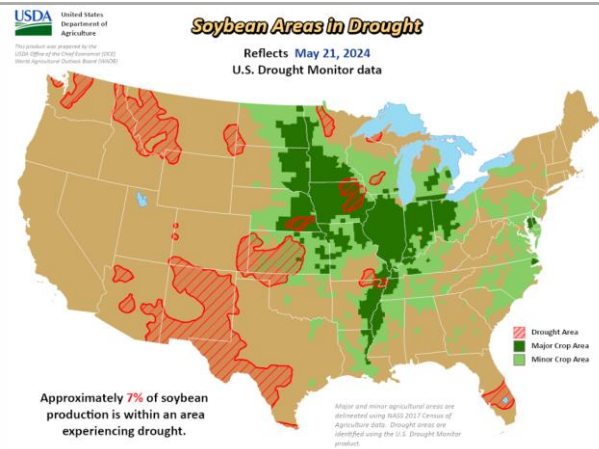 USDA
United States
Department of
Agriculture
This product was prepared by the
USDA Office of the Chief Economist (OCE)
World Agricultural Outlook Board (WAOB)
Soybean Areas in Drought
Reflects May 21, 2024
U.S. Drought Monitor data
Drought Area
Major Crop Area
Minor Crop Area
Approximately 7% of soybean
production is within an area
experiencing drought.
Major and minor agricultural areas are
delineated using NASS 2017 Census of
Agriculture data. Drought areas are
identified using the U.S. Drought Monitor
product.